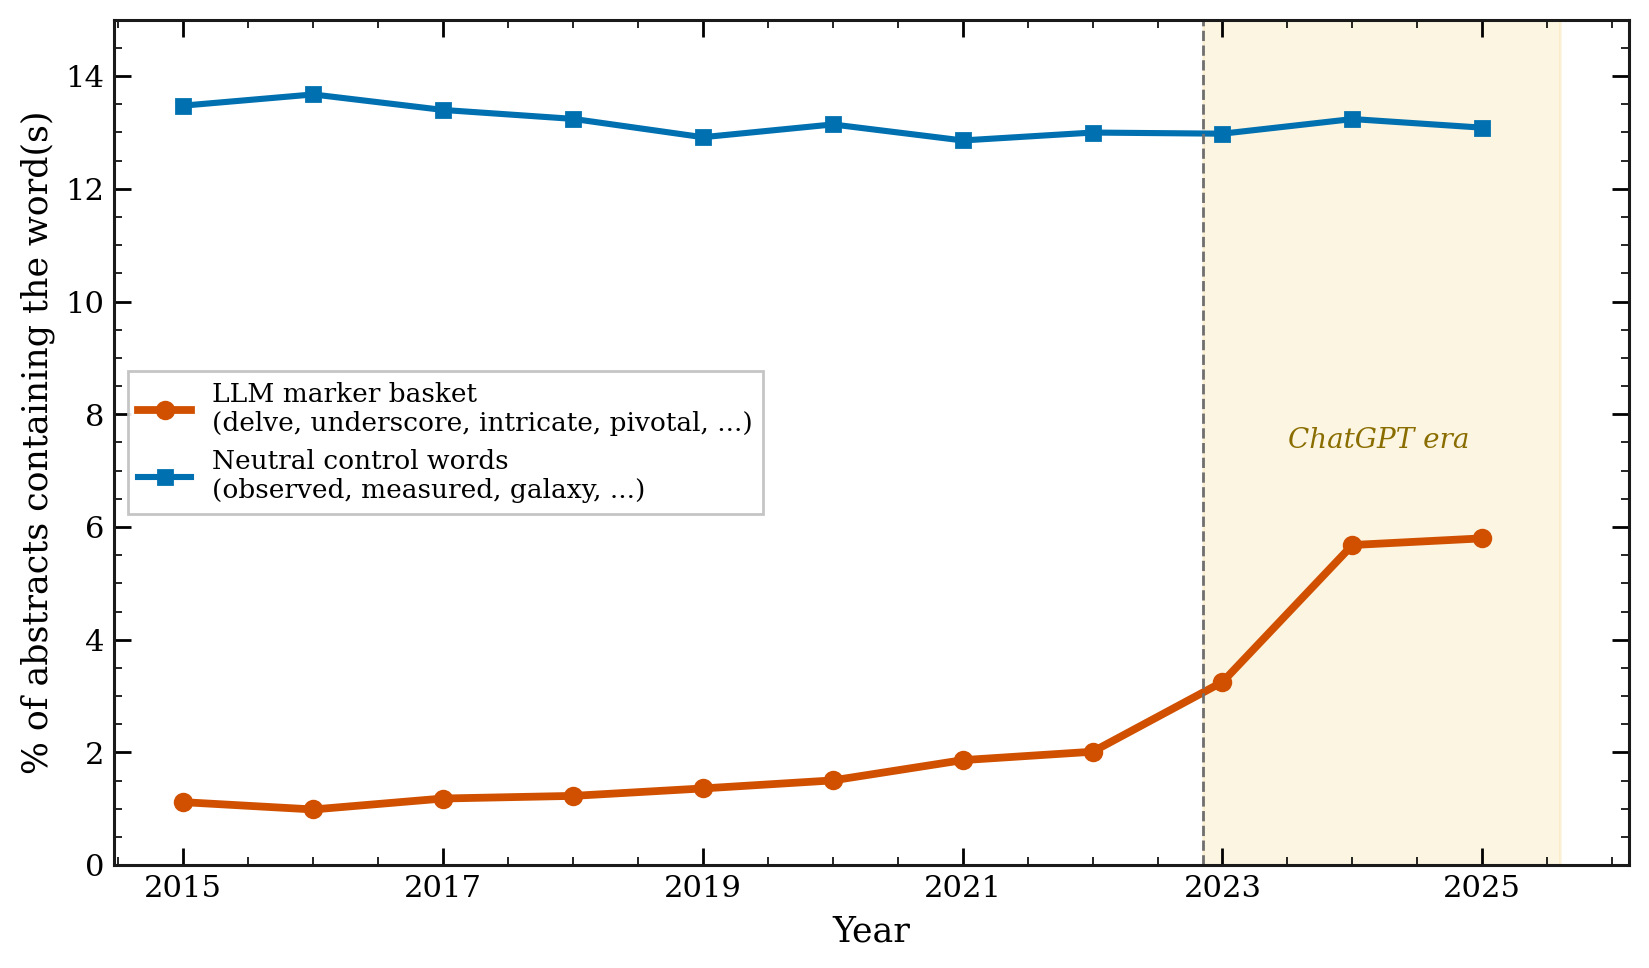 % of abstracts containing the word(s)
14
12
10
8
6
4
2
0
LLM marker basket
(delve, underscore, intricate, pivotal, ...)
Neutral control words
(observed, measured, galaxy, ...)
ChatGPT era
2015 2017 2019 2021 2023 2025
Year